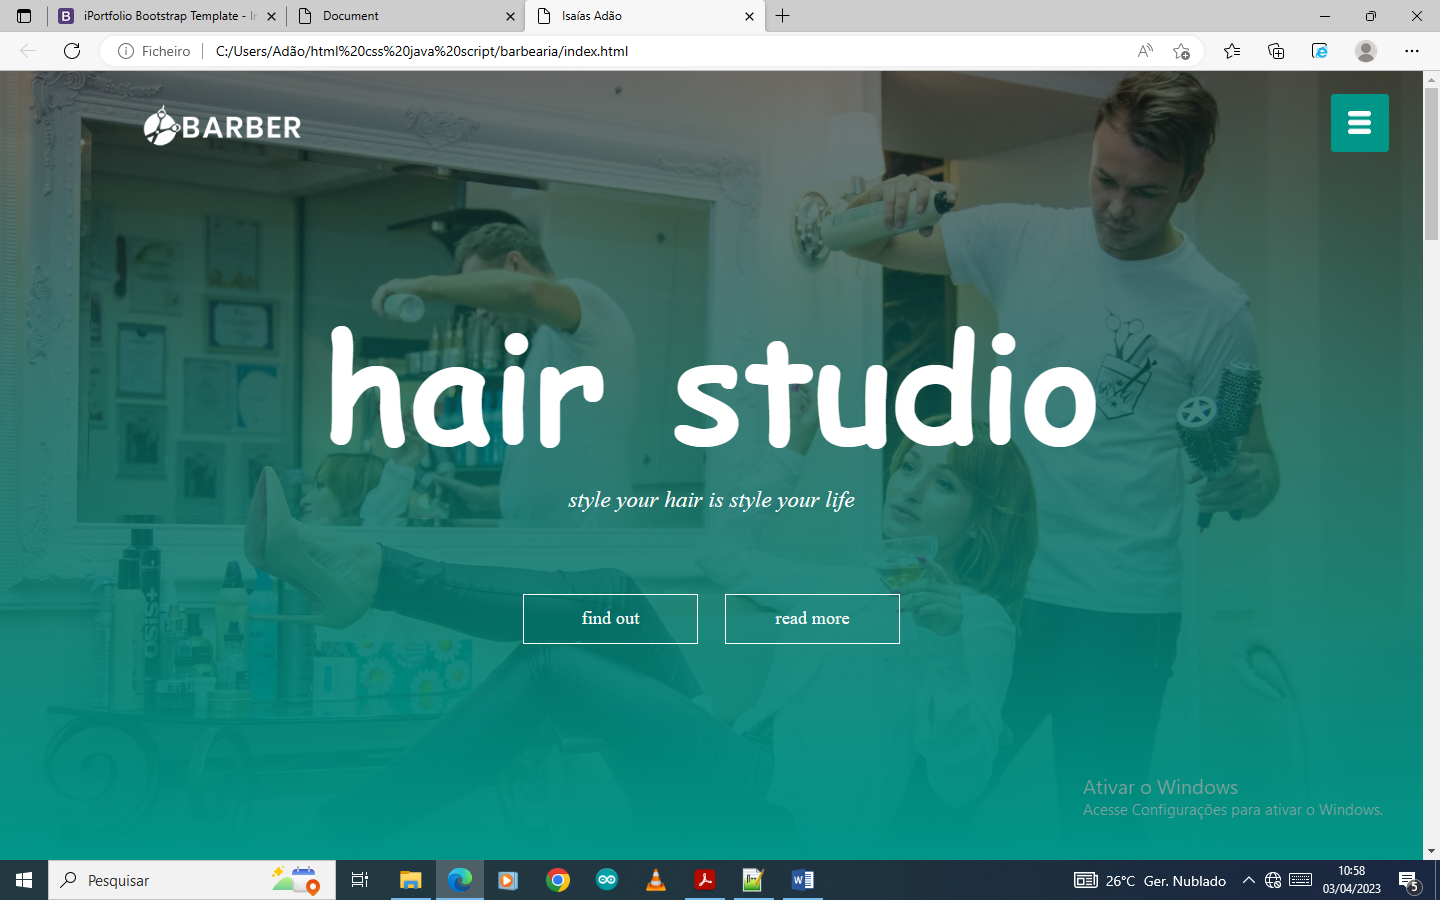 iPortfolio Bootstrap Template - In
Document
Isaías Adão
Ficheiro
C:/Users/Adão/html%20css%20java%20script/barbearia/index.html
BARBER
hair studio
style your hair is style your life
find out
read more
Ativar o Windows
Acesse Configurações para ativar o Windows.
Pesquisar
26°C Ger. Nublado
10:58
03/04/2023
5